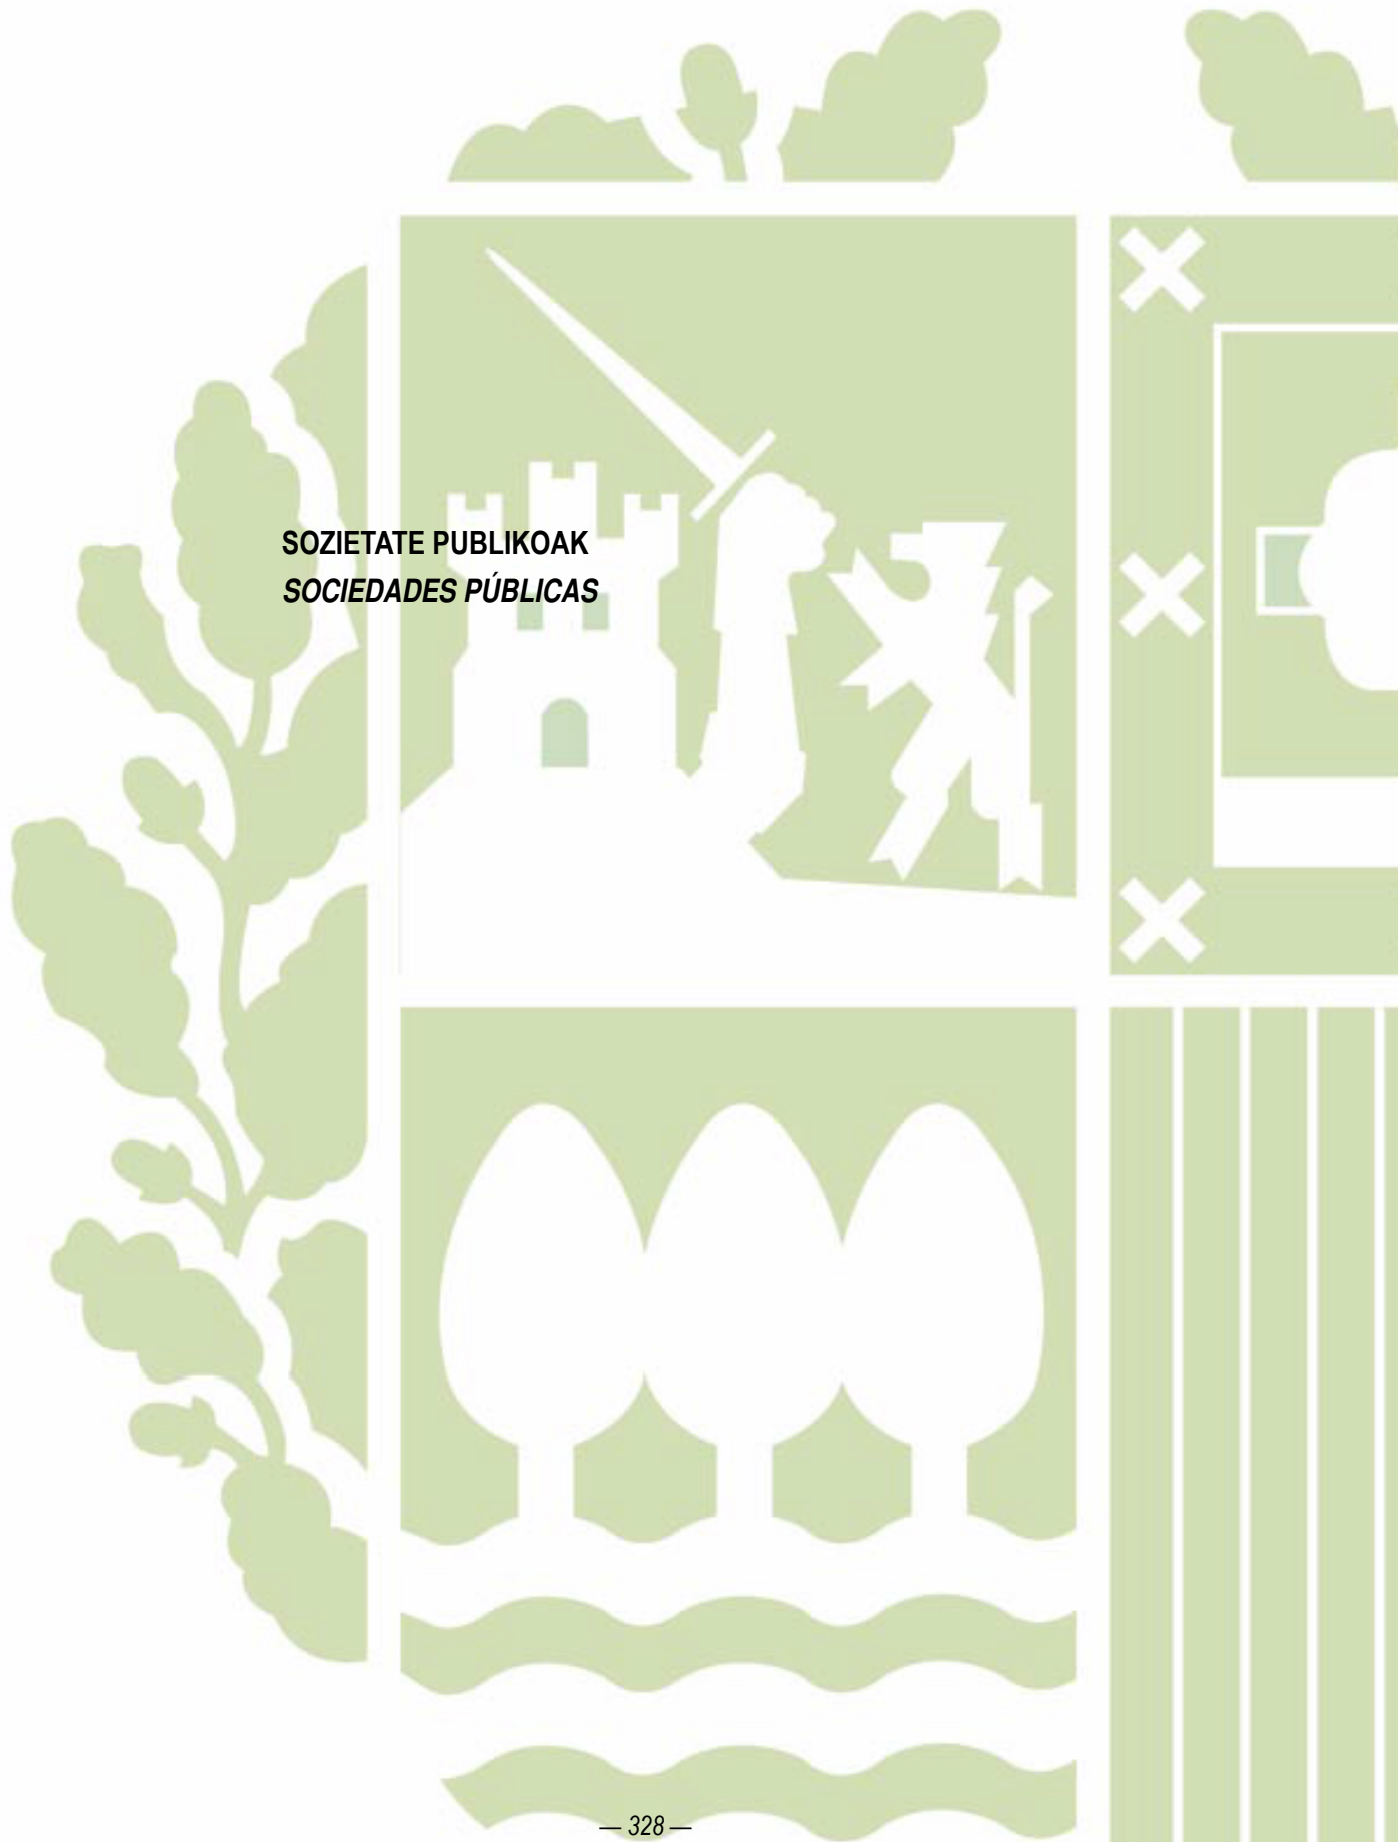 SOZIETATE PUBLIKOAK
SOCIEDADES PÚBLICAS
— 328 —